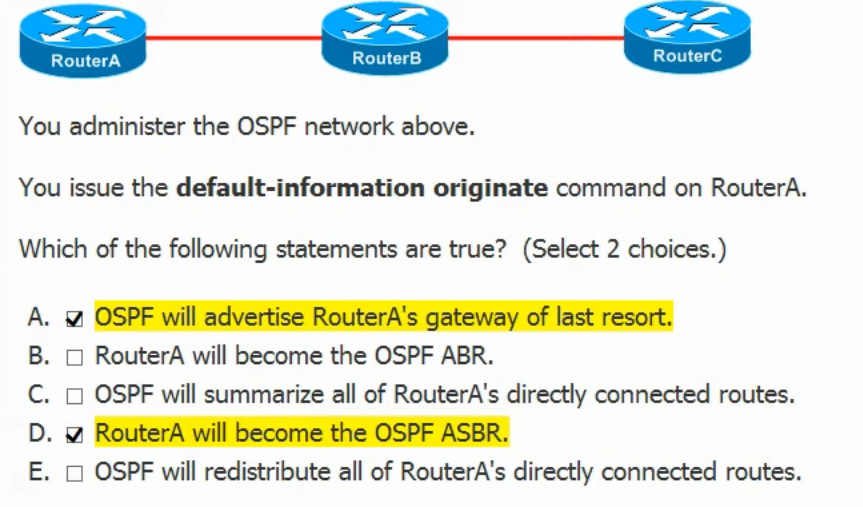 RouterA
RouterB
RouterC
You administer the OSPF network above.
You issue the default-information originate command on RouterA.
Which of the following statements are true? (Select 2 choices.)
A. OSPF will advertise RouterA's gateway of last resort.
B. RouterA will become the OSPF ABR.
C. OSPF will summarize all of RouterA's directly connected routes.
D. RouterA will become the OSPF ASBR.
E. OSPF will redistribute all of RouterA's directly connected routes.